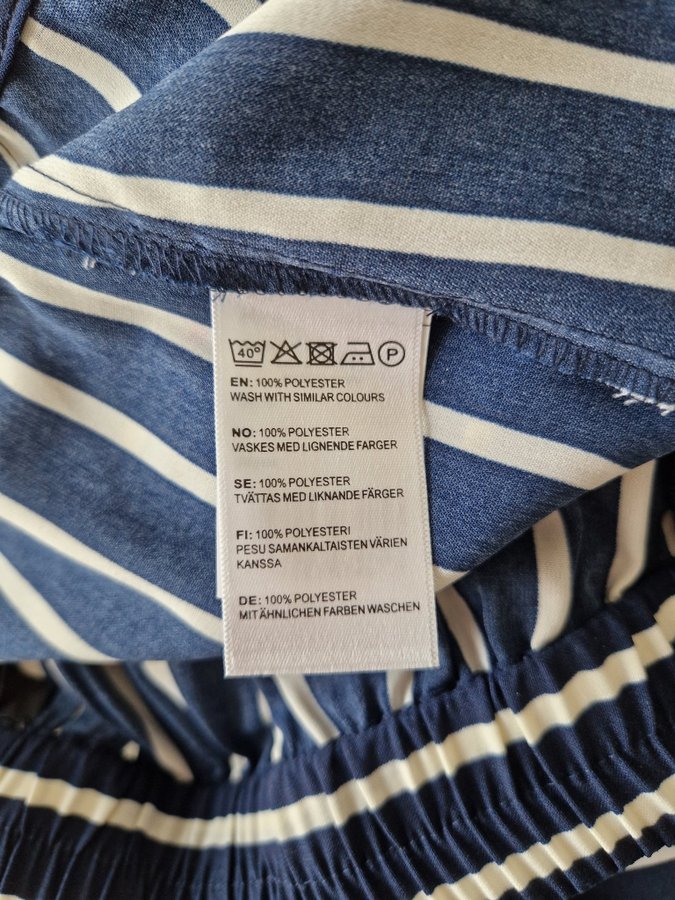 40° P
EN: 100% POLYESTER
WASH WITH SIMILAR COLOURS
NO: 100% POLYESTER
VASKES MED LIGNENDE FARGER
SE: 100% POLYESTER
TVÄTTAS MED LIKNANDE FÄRGER
FI: 100% POLYESTERI
PESU SAMANKALTAISTEN VÄRIEN
KANSSA
DE: 100% POLYESTER
MIT ÄHNLICHEN FARBEN WASCHEN